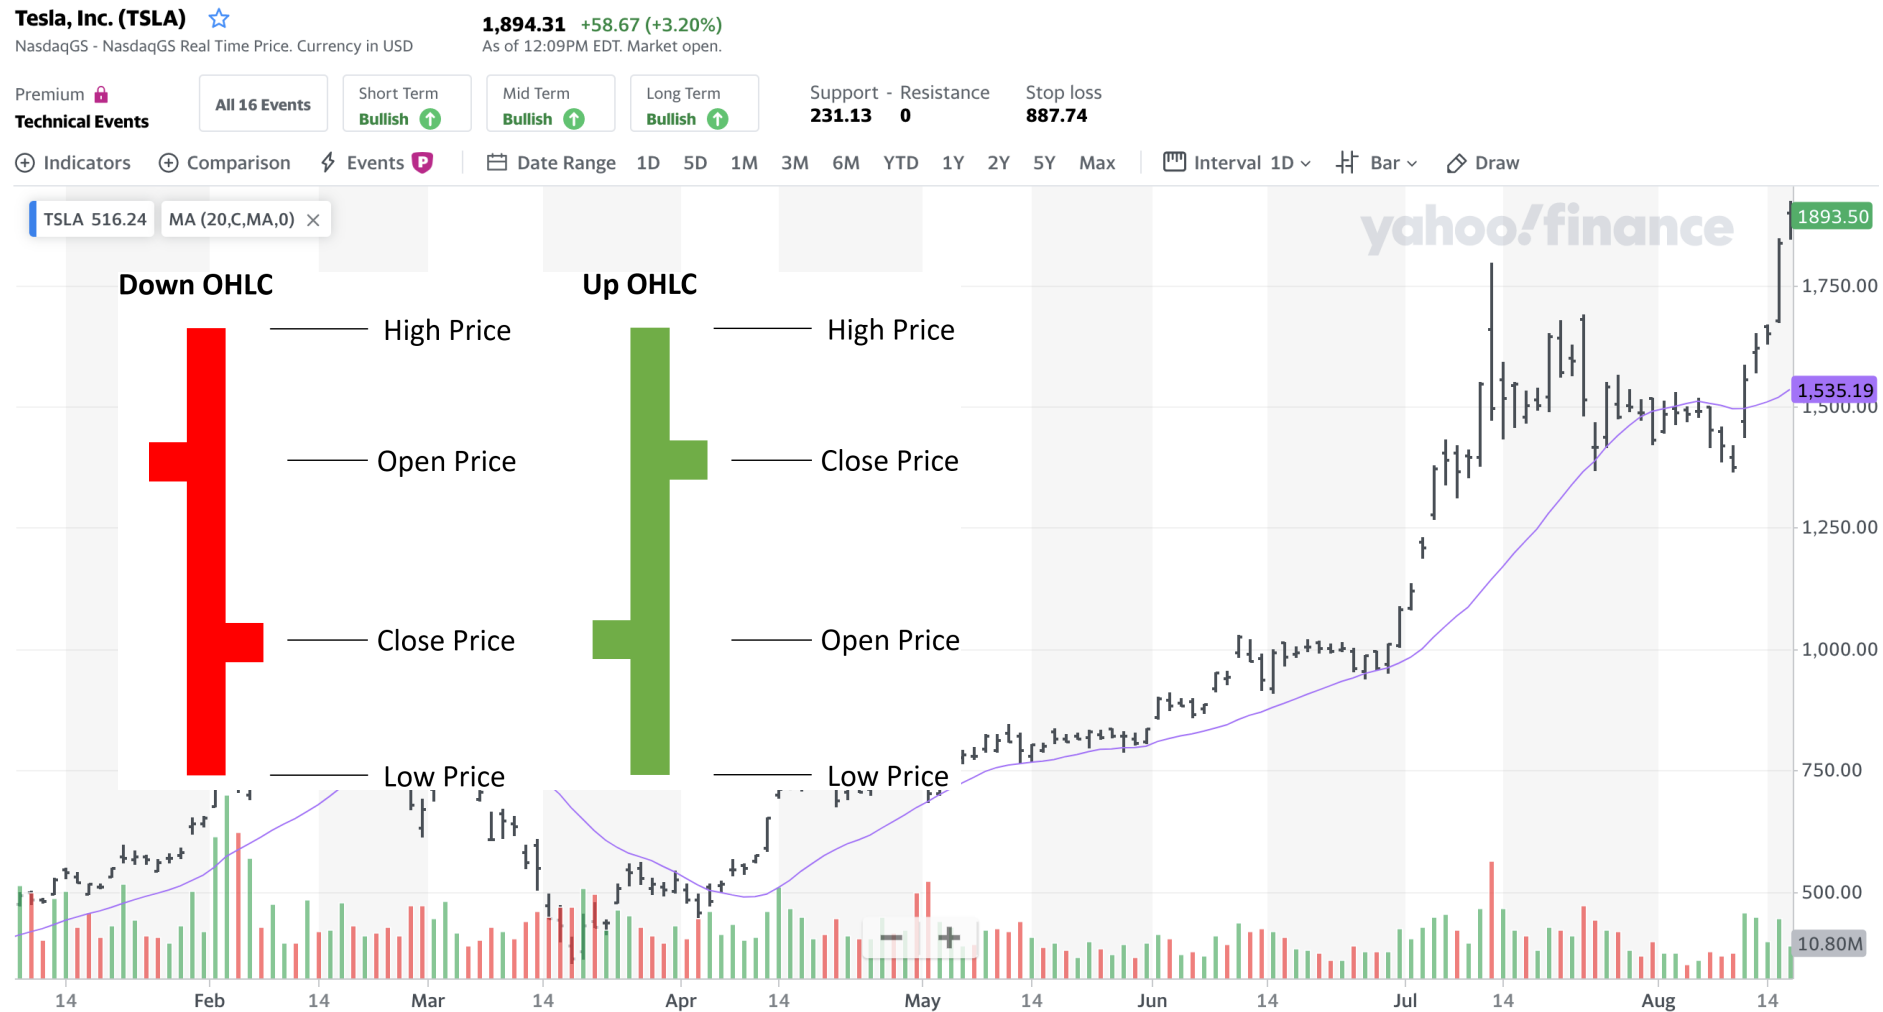 Tesla, Inc. (TSLA)
NasdaqGS - NasdaqGS Real Time Price. Currency in USD
1,894.31 +58.67 (+3.20%)
As of 12:09PM EDT. Market open.
Premium
Technical Events
All 16 Events
Short Term
Bullish
Mid Term
Bullish
Long Term
Bullish
Support - Resistance
231.13 0
Stop loss
887.74
Indicators Comparison Events P Date Range 1D 5D 1M 3M 6M YTD 1Y 2Y 5Y Max Interval 1D Bar Draw
TSLA 516.24 MA (20,C,MA,0)
yahoo!finance
1893.50
Down OHLC
High Price
Open Price
Close Price
Low Price
Up OHLC
High Price
Close Price
Open Price
Low Price
1,750.00
1,535.19
1,500.00
1,250.00
1,000.00
750.00
500.00
10.80M
14 Feb 14 Mar 14 Apr 14 May 14 Jun 14 Jul 14 Aug 14